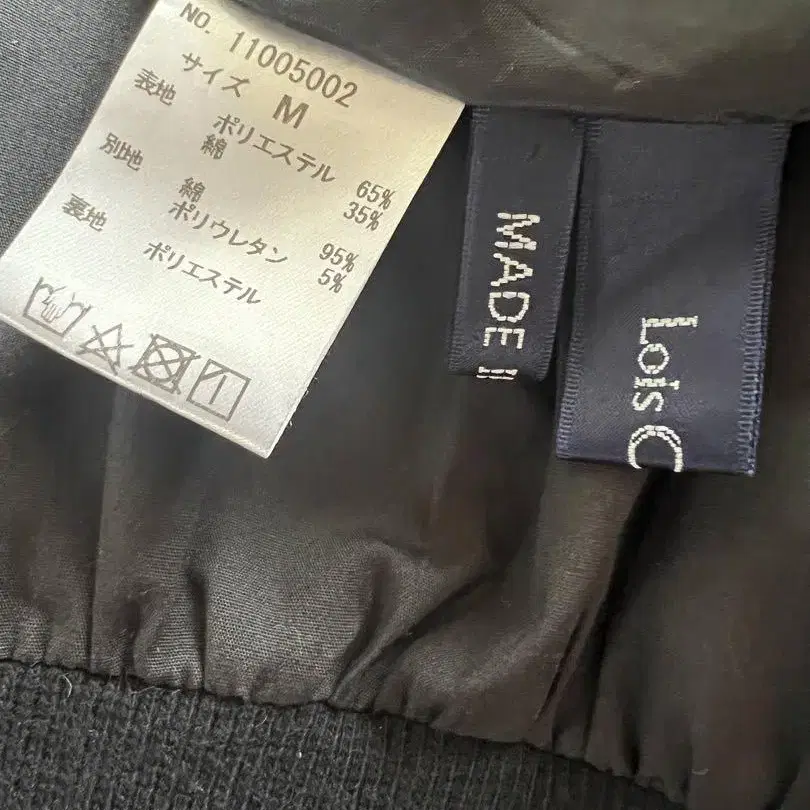 NO. 11005002
サイズ M
表地 ポリエステル 65%
綿 35%
別地 綿 95%
ポリウレタン 5%
裏地 ポリエステル
MADE I
Lois C